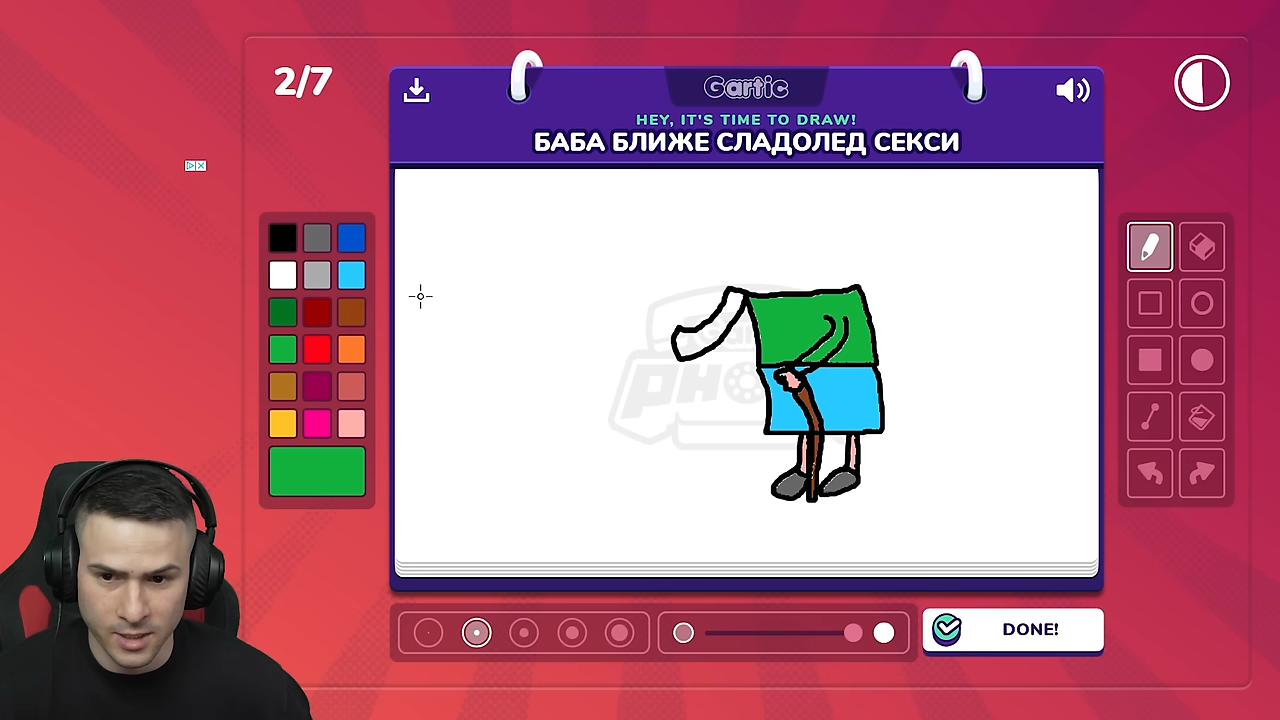 2/7
Gartic
HEY, IT'S TIME TO DRAW!
БАБА БЛИЖЕ СЛАДОЛЕД СЕКСИ
DONE!